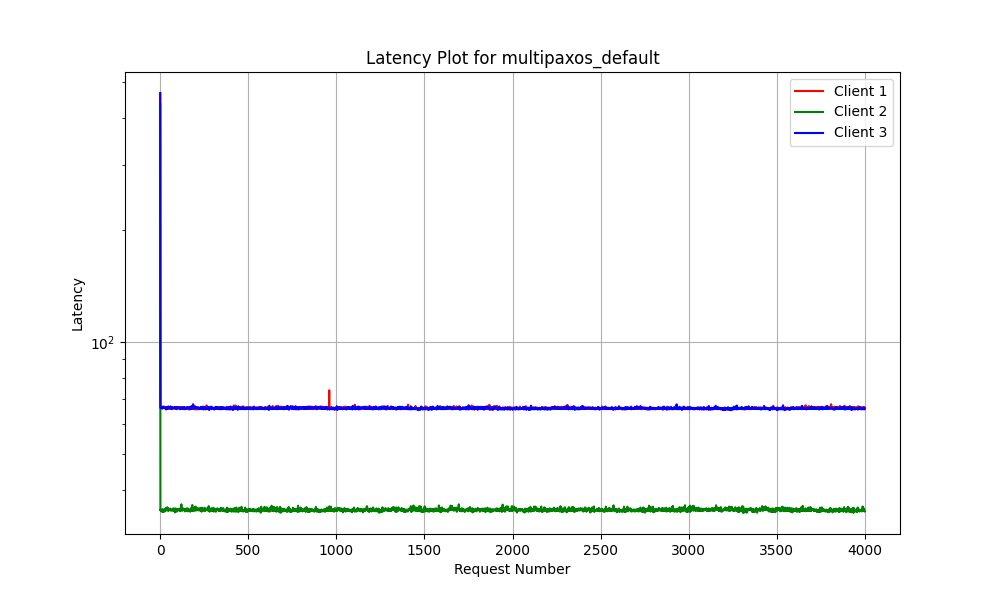 Latency Plot for multipaxos_default
Client 1
Client 2
Client 3
Latency
10²
0 500 1000 1500 2000 2500 3000 3500 4000
Request Number